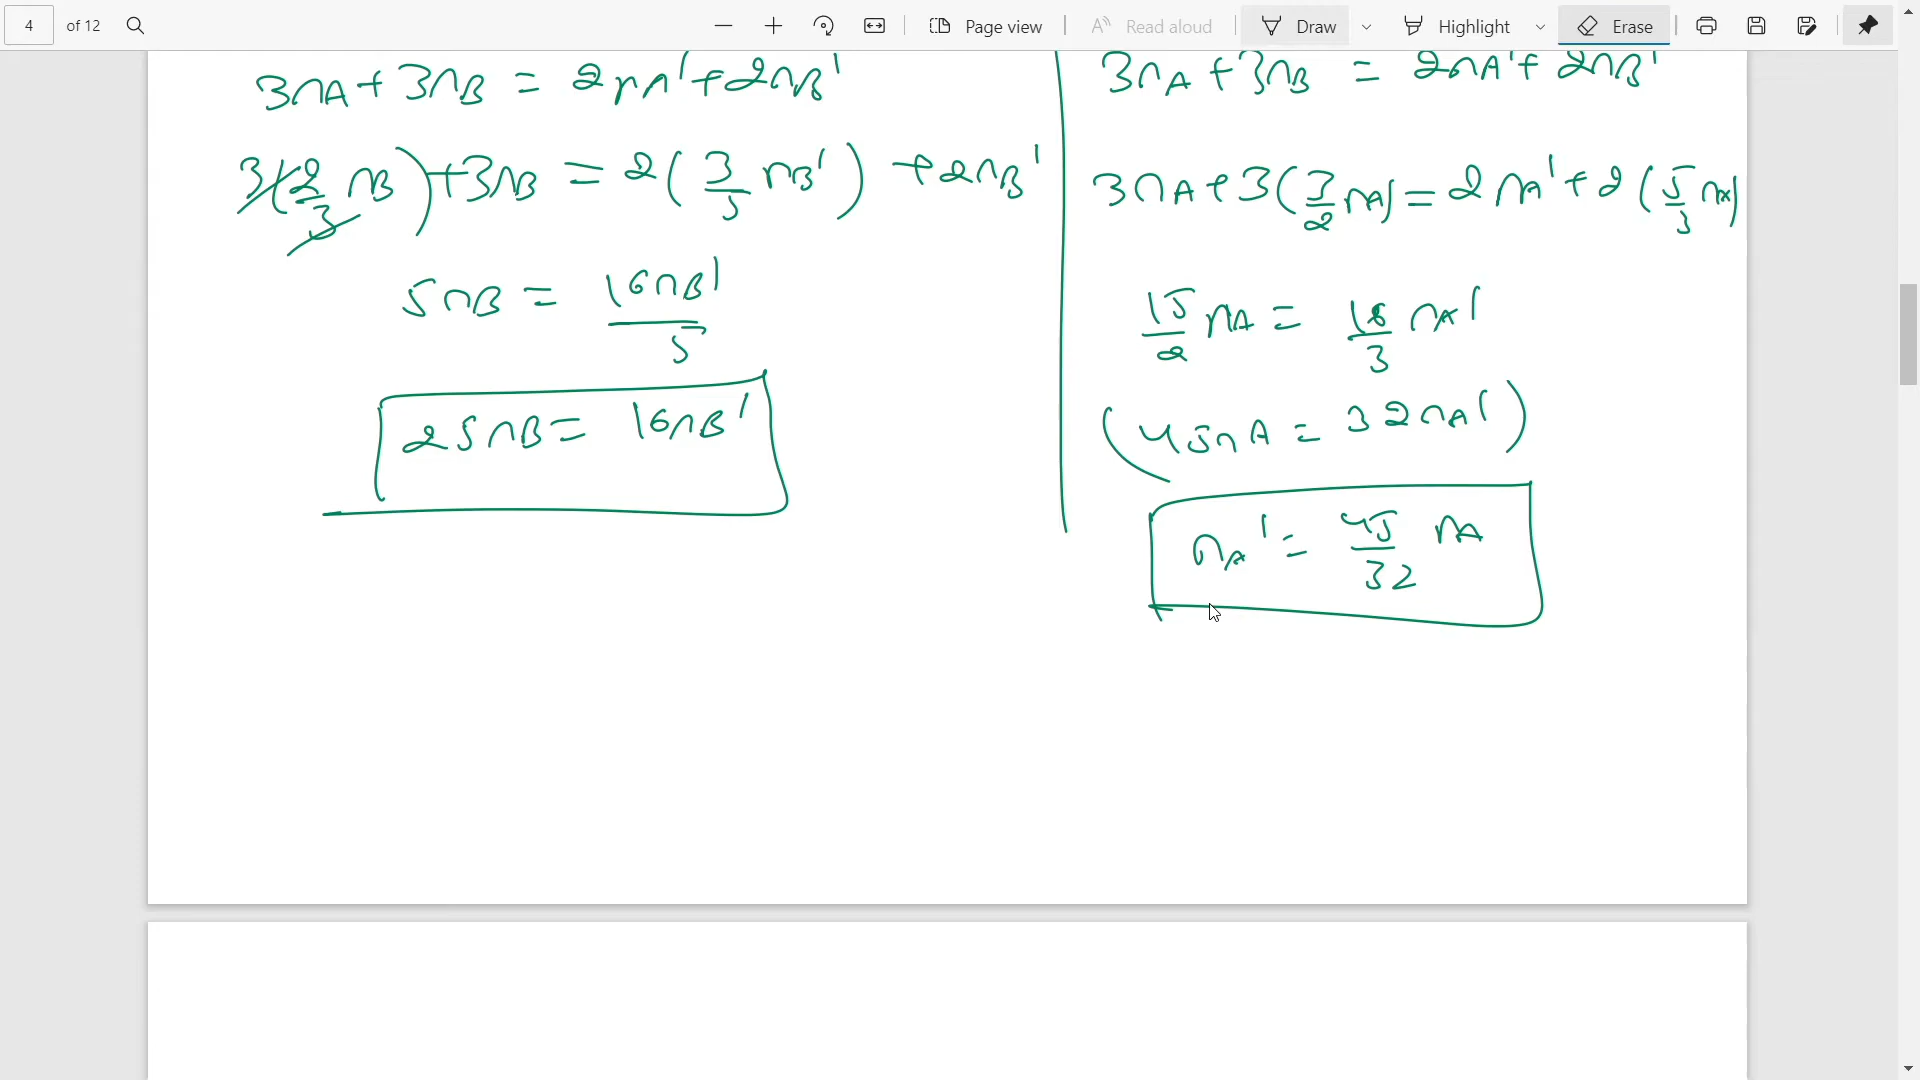 4 of 12 Page view Read aloud Draw Highlight Erase
3nA + 3nB = 2nA' + 2nB'
3(2/3 nB) + 3nB = 2(3/5 nB') + 2nB'
5nB = 16nB'/5
25nB = 16nB'
3nA + 3nB = 2nA' + 2nB'
3nA + 3(3/2 nA) = 2nA' + 2(5/3 nA)
15/2 nA = 16/3 nA'
(45nA = 32nA')
nA' = 45/32 nA